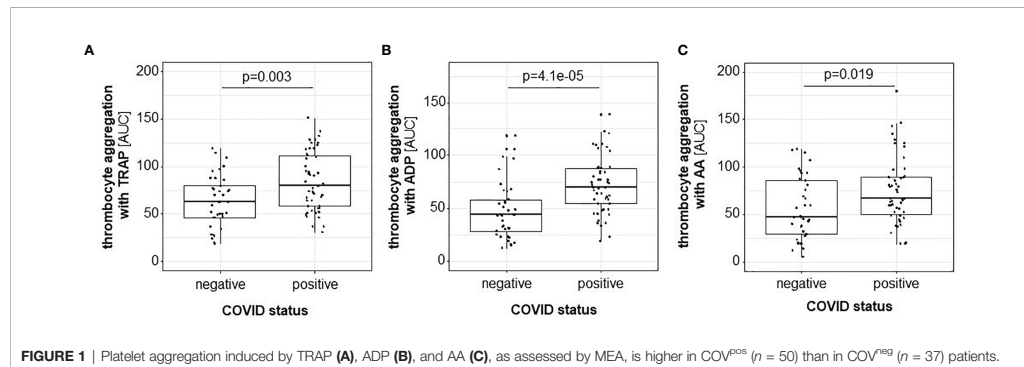 A
thrombocyte aggregation
with TRAP [AUC]
200
150
100
50
0
p=0.003
negative positive
COVID status
B
thrombocyte aggregation
with ADP [AUC]
150
100
50
0
p=4.1e-05
negative positive
COVID status
C
thrombocyte aggregation
with AA [AUC]
200
150
100
50
0
p=0.019
negative positive
COVID status
FIGURE 1 | Platelet aggregation induced by TRAP (A), ADP (B), and AA (C), as assessed by MEA, is higher in COVpos (n = 50) than in COVneg (n = 37) patients.